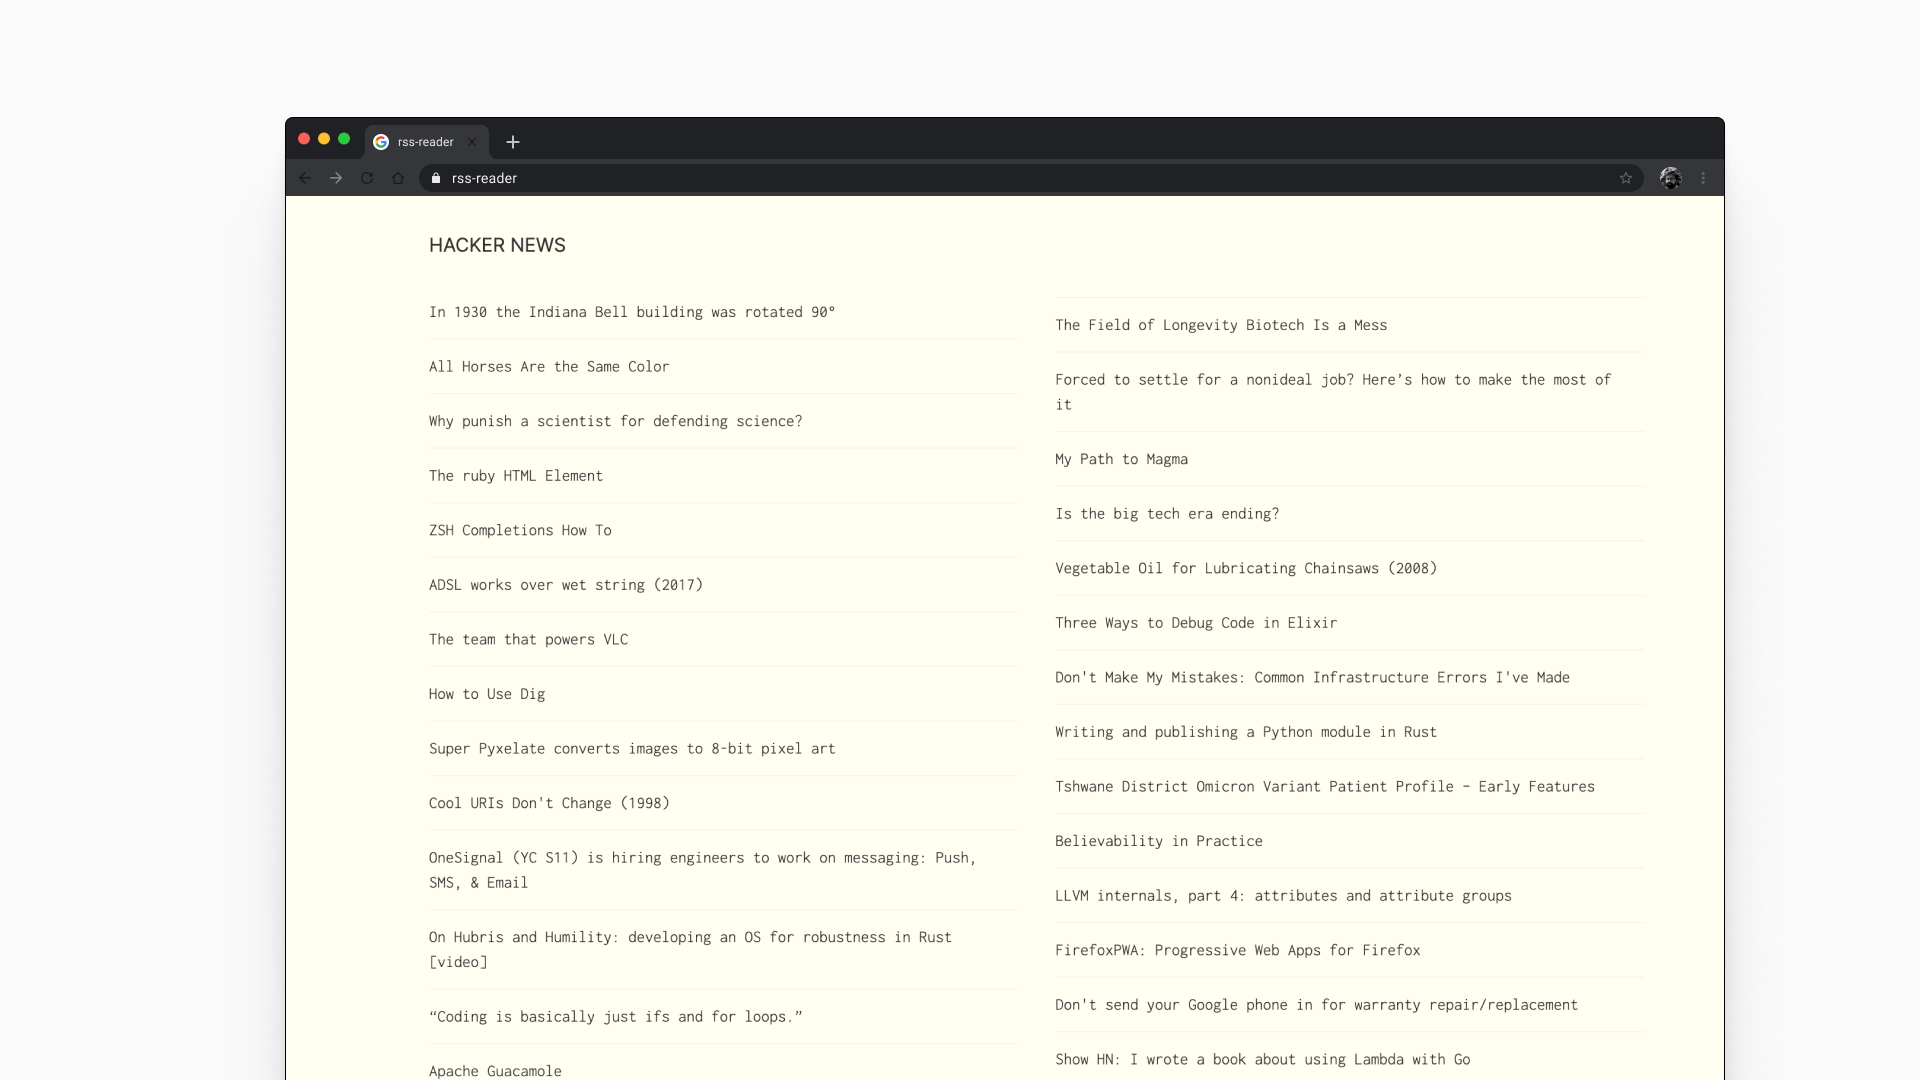 rss-reader
rss-reader
HACKER NEWS
In 1930 the Indiana Bell building was rotated 90°
All Horses Are the Same Color
Why punish a scientist for defending science?
The ruby HTML Element
ZSH Completions How To
ADSL works over wet string (2017)
The team that powers VLC
How to Use Dig
Super Pyxelate converts images to 8-bit pixel art
Cool URIs Don't Change (1998)
OneSignal (YC S11) is hiring engineers to work on messaging: Push,
SMS, & Email
On Hubris and Humility: developing an OS for robustness in Rust
[video]
“Coding is basically just ifs and for loops.”
Apache Guacamole
The Field of Longevity Biotech Is a Mess
Forced to settle for a nonideal job? Here’s how to make the most of
it
My Path to Magma
Is the big tech era ending?
Vegetable Oil for Lubricating Chainsaws (2008)
Three Ways to Debug Code in Elixir
Don't Make My Mistakes: Common Infrastructure Errors I've Made
Writing and publishing a Python module in Rust
Tshwane District Omicron Variant Patient Profile – Early Features
Believability in Practice
LLVM internals, part 4: attributes and attribute groups
FirefoxPWA: Progressive Web Apps for Firefox
Don't send your Google phone in for warranty repair/replacement
Show HN: I wrote a book about using Lambda with Go